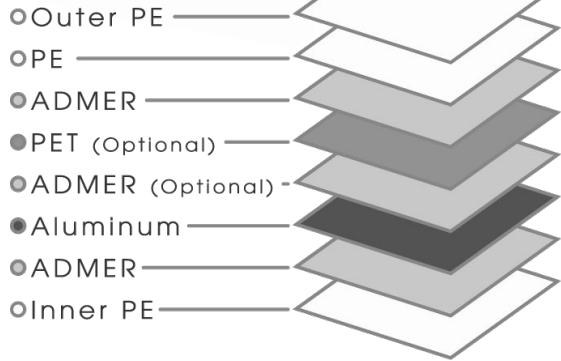 Outer PE
PE
ADMER
PET (Optional)
ADMER (Optional)
Aluminum
ADMER
Inner PE